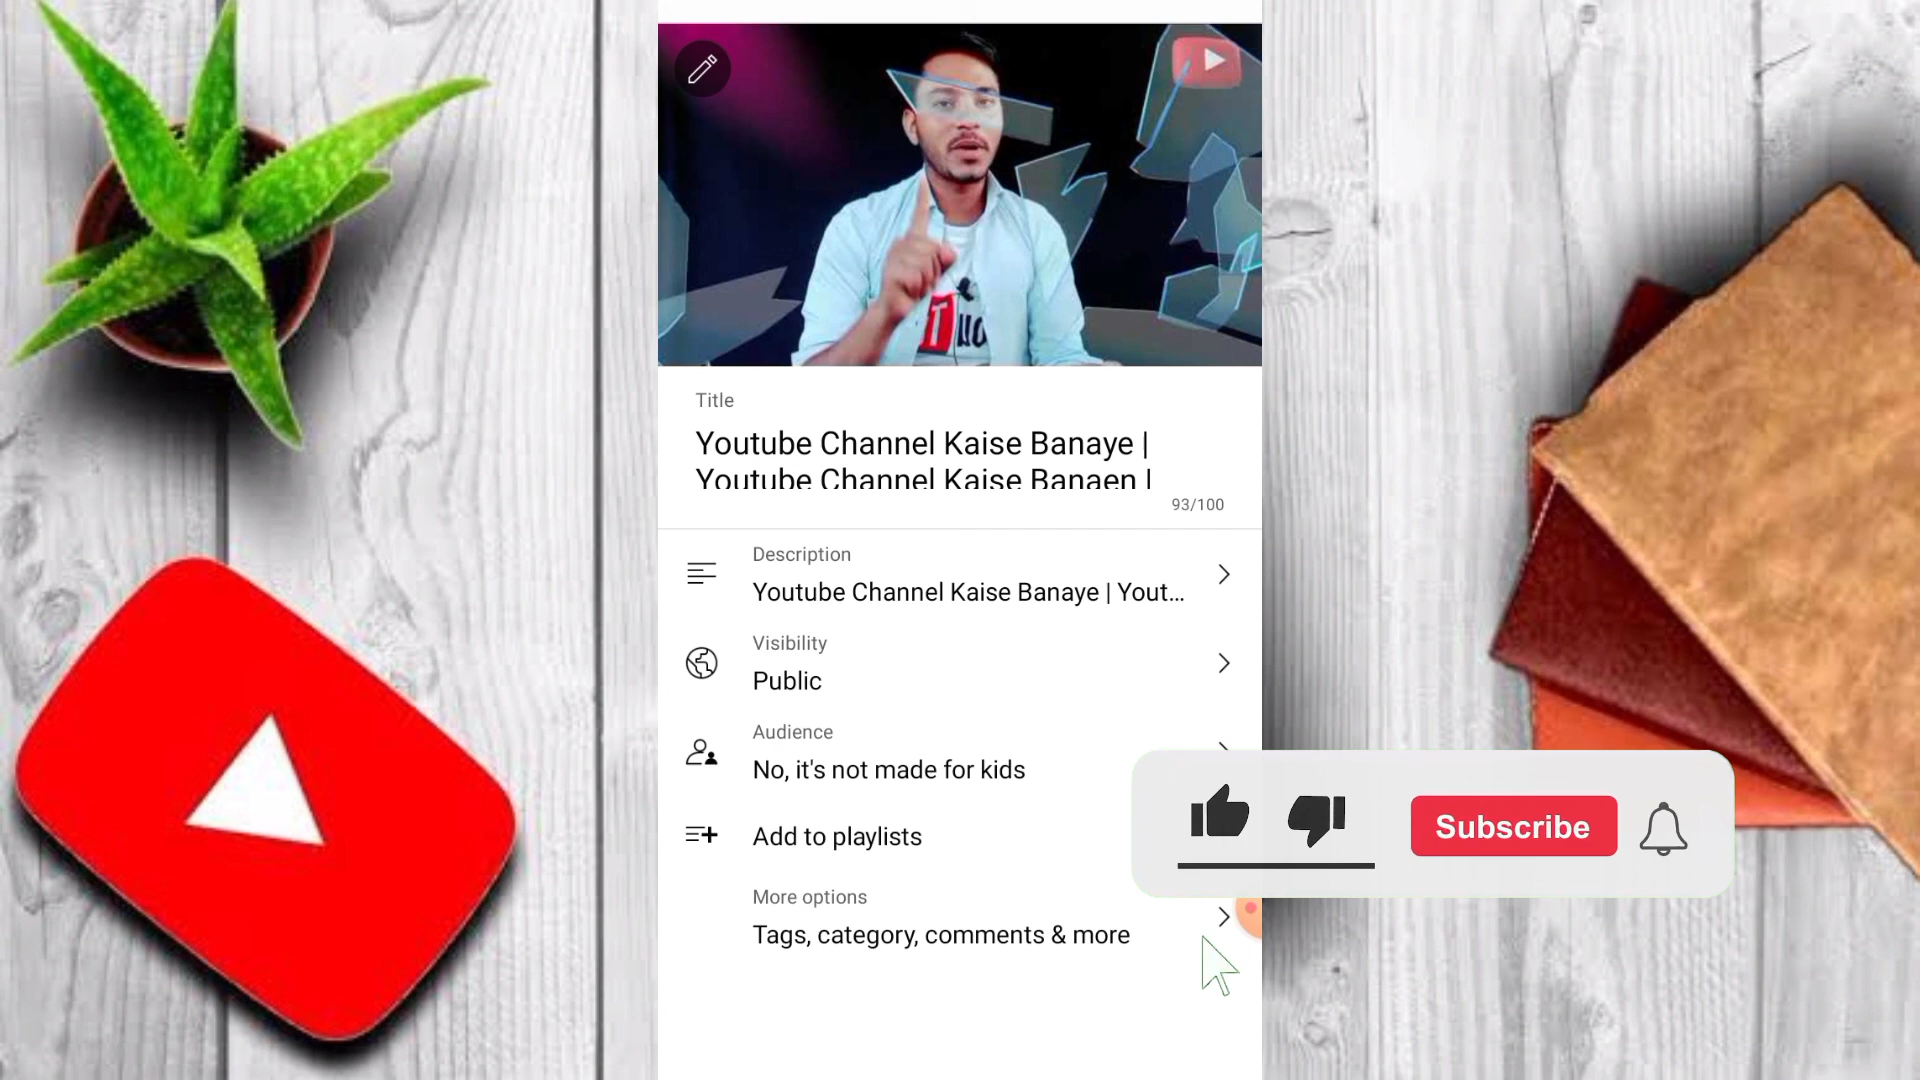 Title
Youtube Channel Kaise Banaye |
Youtube Channel Kaise Banaen |
93/100
Description
Youtube Channel Kaise Banaye | Yout...
Visibility
Public
Audience
No, it's not made for kids
Add to playlists
Subscribe
More options
Tags, category, comments & more